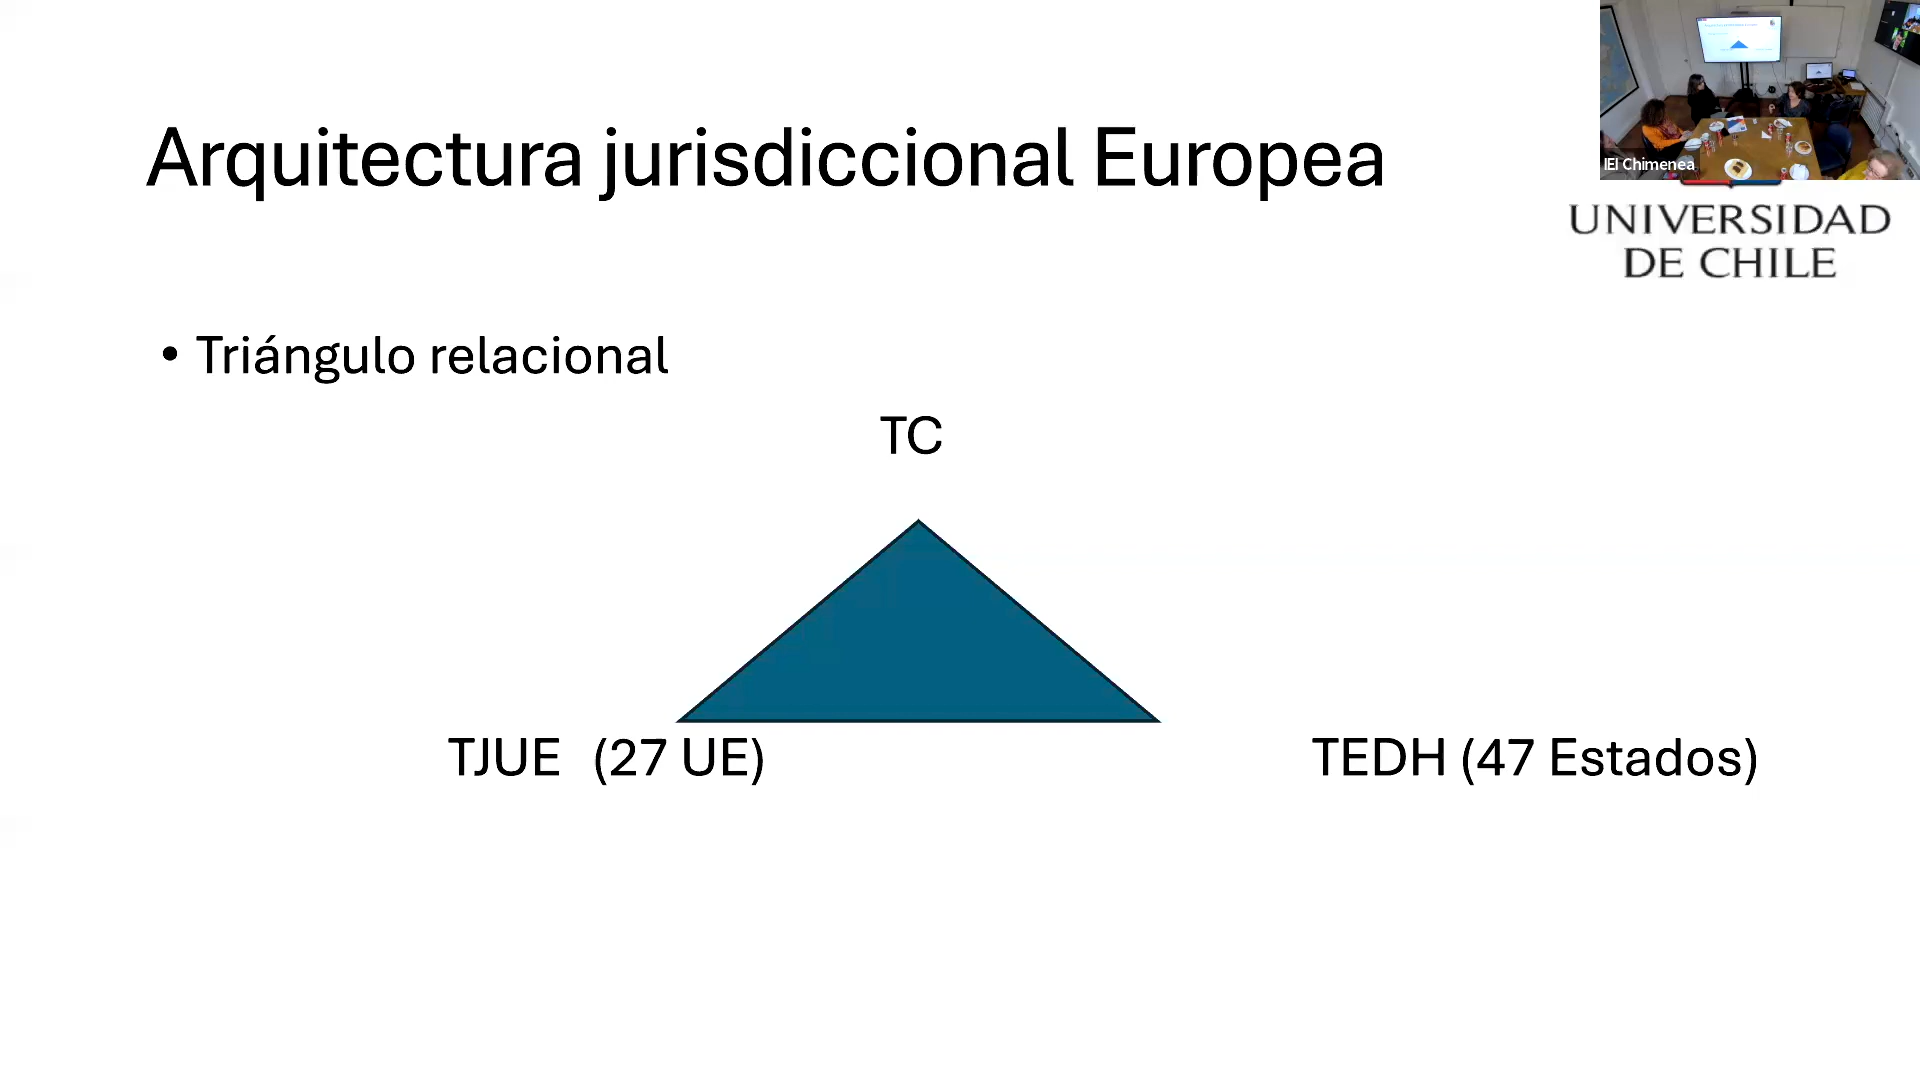 Arquitectura jurisdiccional Europea
IEI Chimenea
UNIVERSIDAD
DE CHILE
• Triángulo relacional
TC
TJUE (27 UE)
TEDH (47 Estados)